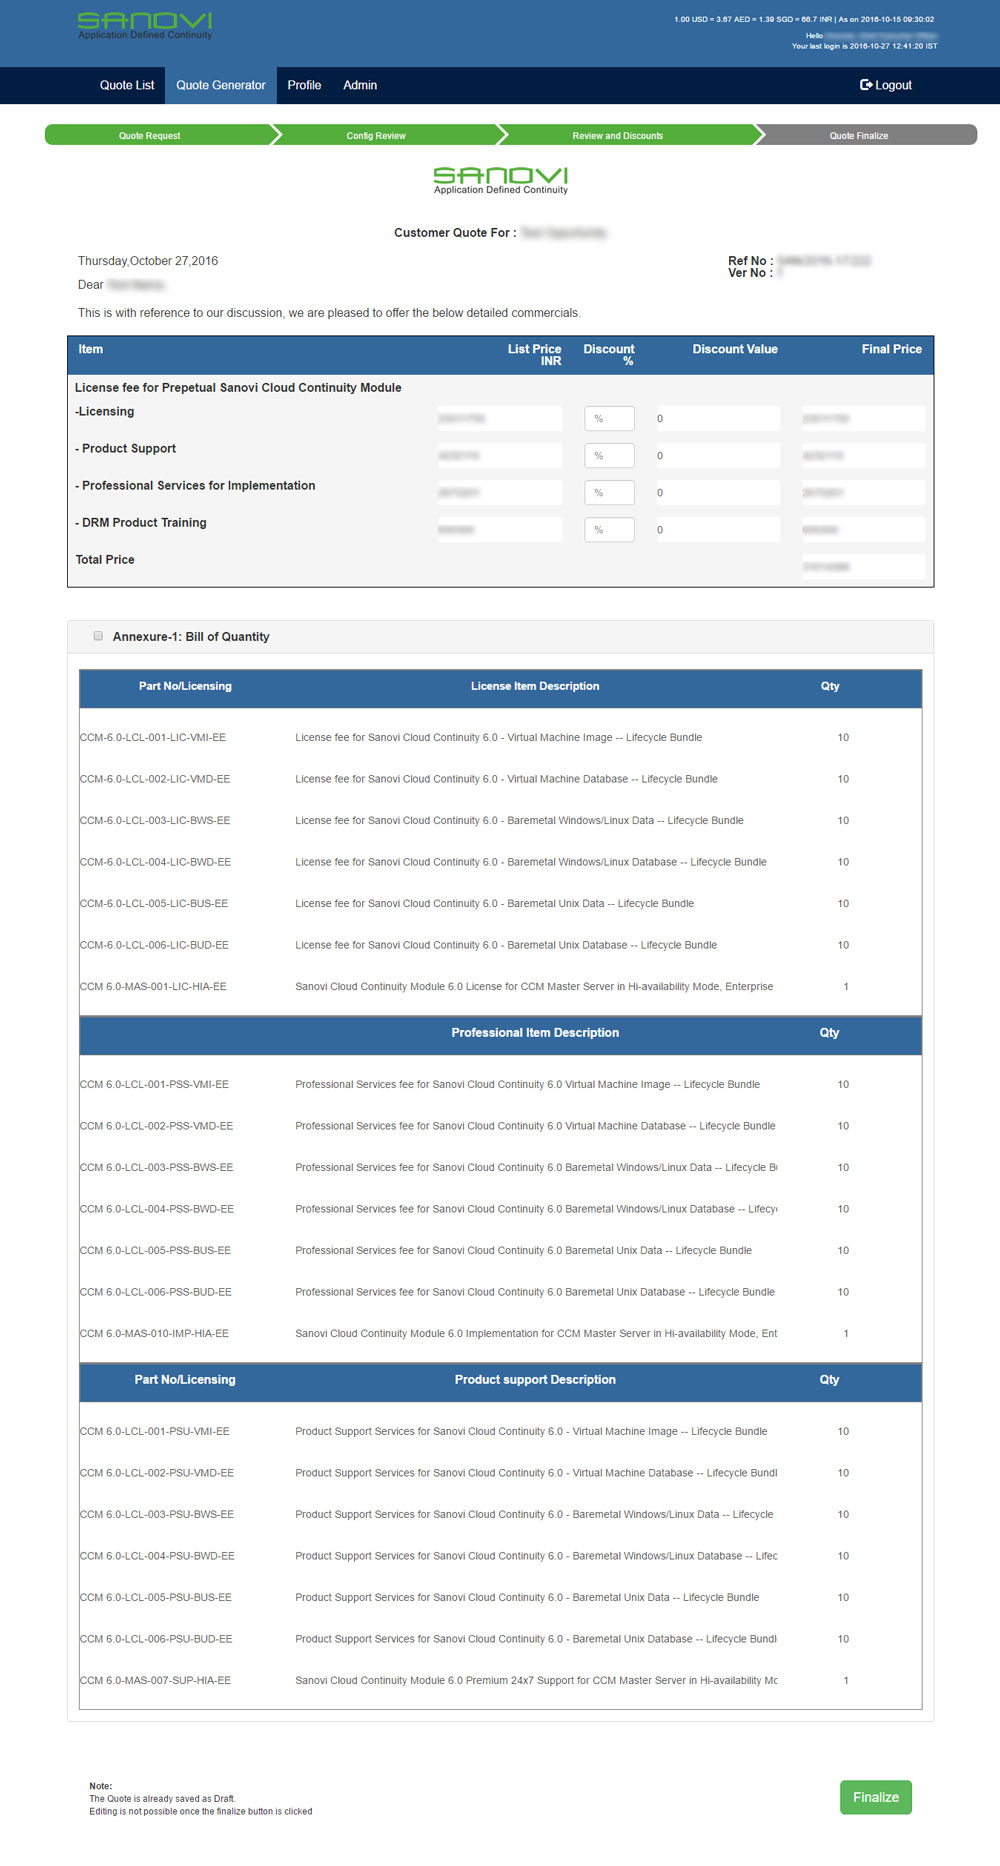 SANOVI
Application Defined Continuity
1.00 USD = 3.67 AED = 1.39 SGD = 66.7 INR | As on 2016-10-15 09:30:02
Hello
Your last login is 2016-10-27 12:41:20 IST
Quote List Quote Generator Profile Admin Logout
Quote Request Config Review Review and Discounts Quote Finalize
SANOVI
Application Defined Continuity
Customer Quote For :
Thursday,October 27,2016 Ref No :
Ver No :
Dear
This is with reference to our discussion, we are pleased to offer the below detailed commercials.
Item List Price INR Discount % Discount Value Final Price
License fee for Prepetual Sanovi Cloud Continuity Module
-Licensing % 0
- Product Support % 0
- Professional Services for Implementation % 0
- DRM Product Training % 0
Total Price
Annexure-1: Bill of Quantity
Part No/Licensing License Item Description Qty
CCM-6.0-LCL-001-LIC-VMI-EE License fee for Sanovi Cloud Continuity 6.0 - Virtual Machine Image -- Lifecycle Bundle 10
CCM-6.0-LCL-002-LIC-VMD-EE License fee for Sanovi Cloud Continuity 6.0 - Virtual Machine Database -- Lifecycle Bundle 10
CCM-6.0-LCL-003-LIC-BWS-EE License fee for Sanovi Cloud Continuity 6.0 - Baremetal Windows/Linux Data -- Lifecycle Bundle 10
CCM-6.0-LCL-004-LIC-BWD-EE License fee for Sanovi Cloud Continuity 6.0 - Baremetal Windows/Linux Database -- Lifecycle Bundle 10
CCM-6.0-LCL-005-LIC-BUS-EE License fee for Sanovi Cloud Continuity 6.0 - Baremetal Unix Data -- Lifecycle Bundle 10
CCM-6.0-LCL-006-LIC-BUD-EE License fee for Sanovi Cloud Continuity 6.0 - Baremetal Unix Database -- Lifecycle Bundle 10
CCM 6.0-MAS-001-LIC-HIA-EE Sanovi Cloud Continuity Module 6.0 License for CCM Master Server in Hi-availability Mode, Enterprise 1
Professional Item Description Qty
CCM 6.0-LCL-001-PSS-VMI-EE Professional Services fee for Sanovi Cloud Continuity 6.0 Virtual Machine Image -- Lifecycle Bundle 10
CCM 6.0-LCL-002-PSS-VMD-EE Professional Services fee for Sanovi Cloud Continuity 6.0 Virtual Machine Database -- Lifecycle Bundle 10
CCM 6.0-LCL-003-PSS-BWS-EE Professional Services fee for Sanovi Cloud Continuity 6.0 Baremetal Windows/Linux Data -- Lifecycle B 10
CCM 6.0-LCL-004-PSS-BWD-EE Professional Services fee for Sanovi Cloud Continuity 6.0 Baremetal Windows/Linux Database -- Lifecy 10
CCM 6.0-LCL-005-PSS-BUS-EE Professional Services fee for Sanovi Cloud Continuity 6.0 Baremetal Unix Data -- Lifecycle Bundle 10
CCM 6.0-LCL-006-PSS-BUD-EE Professional Services fee for Sanovi Cloud Continuity 6.0 Baremetal Unix Database -- Lifecycle Bundle 10
CCM 6.0-MAS-010-IMP-HIA-EE Sanovi Cloud Continuity Module 6.0 Implementation for CCM Master Server in Hi-availability Mode, Ent 1
Part No/Licensing Product support Description Qty
CCM 6.0-LCL-001-PSU-VMI-EE Product Support Services for Sanovi Cloud Continuity 6.0 - Virtual Machine Image -- Lifecycle Bundle 10
CCM 6.0-LCL-002-PSU-VMD-EE Product Support Services for Sanovi Cloud Continuity 6.0 - Virtual Machine Database -- Lifecycle Bundl 10
CCM 6.0-LCL-003-PSU-BWS-EE Product Support Services for Sanovi Cloud Continuity 6.0 - Baremetal Windows/Linux Data -- Lifecycle 10
CCM 6.0-LCL-004-PSU-BWD-EE Product Support Services for Sanovi Cloud Continuity 6.0 - Baremetal Windows/Linux Database -- Lifec 10
CCM 6.0-LCL-005-PSU-BUS-EE Product Support Services for Sanovi Cloud Continuity 6.0 - Baremetal Unix Data -- Lifecycle Bundle 10
CCM 6.0-LCL-006-PSU-BUD-EE Product Support Services for Sanovi Cloud Continuity 6.0 - Baremetal Unix Database -- Lifecycle Bundl 10
CCM 6.0-MAS-007-SUP-HIA-EE Sanovi Cloud Continuity Module 6.0 Premium 24x7 Support for CCM Master Server in Hi-availability Mo 1
Note:
The Quote is already saved as Draft.
Editing is not possible once the finalize button is clicked
Finalize